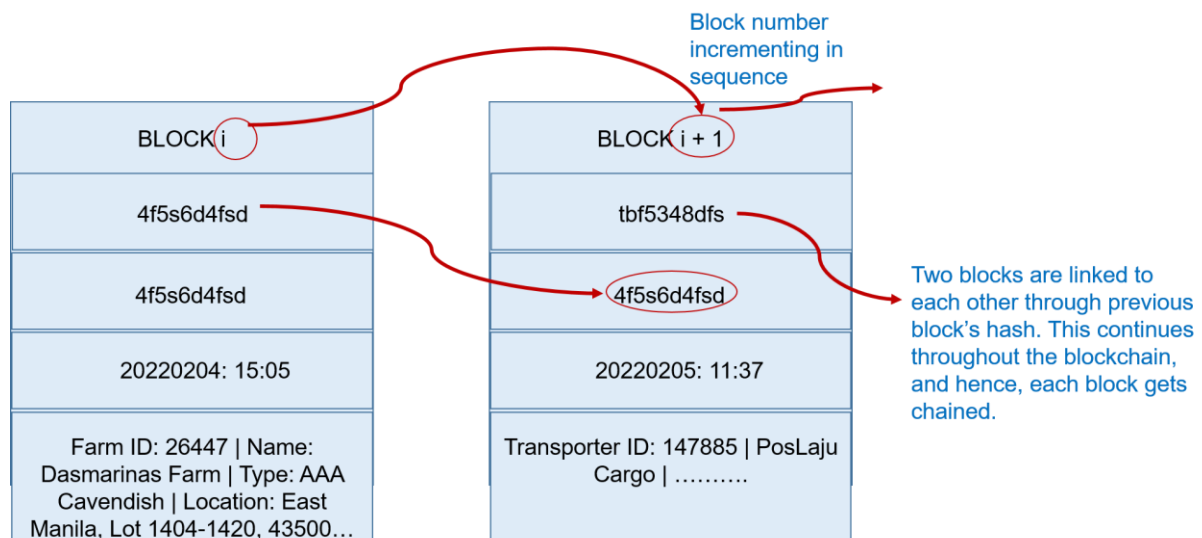 Block number
incrementing in
sequence
BLOCK i
4f5s6d4fsd
4f5s6d4fsd
20220204: 15:05
Farm ID: 26447 | Name:
Dasmarinas Farm | Type: AAA
Cavendish | Location: East
Manila, Lot 1404-1420, 43500…
BLOCK i + 1
tbf5348dfs
4f5s6d4fsd
20220205: 11:37
Transporter ID: 147885 | PosLaju
Cargo | ……….
Two blocks are linked to
each other through previous
block’s hash. This continues
throughout the blockchain,
and hence, each block gets
chained.